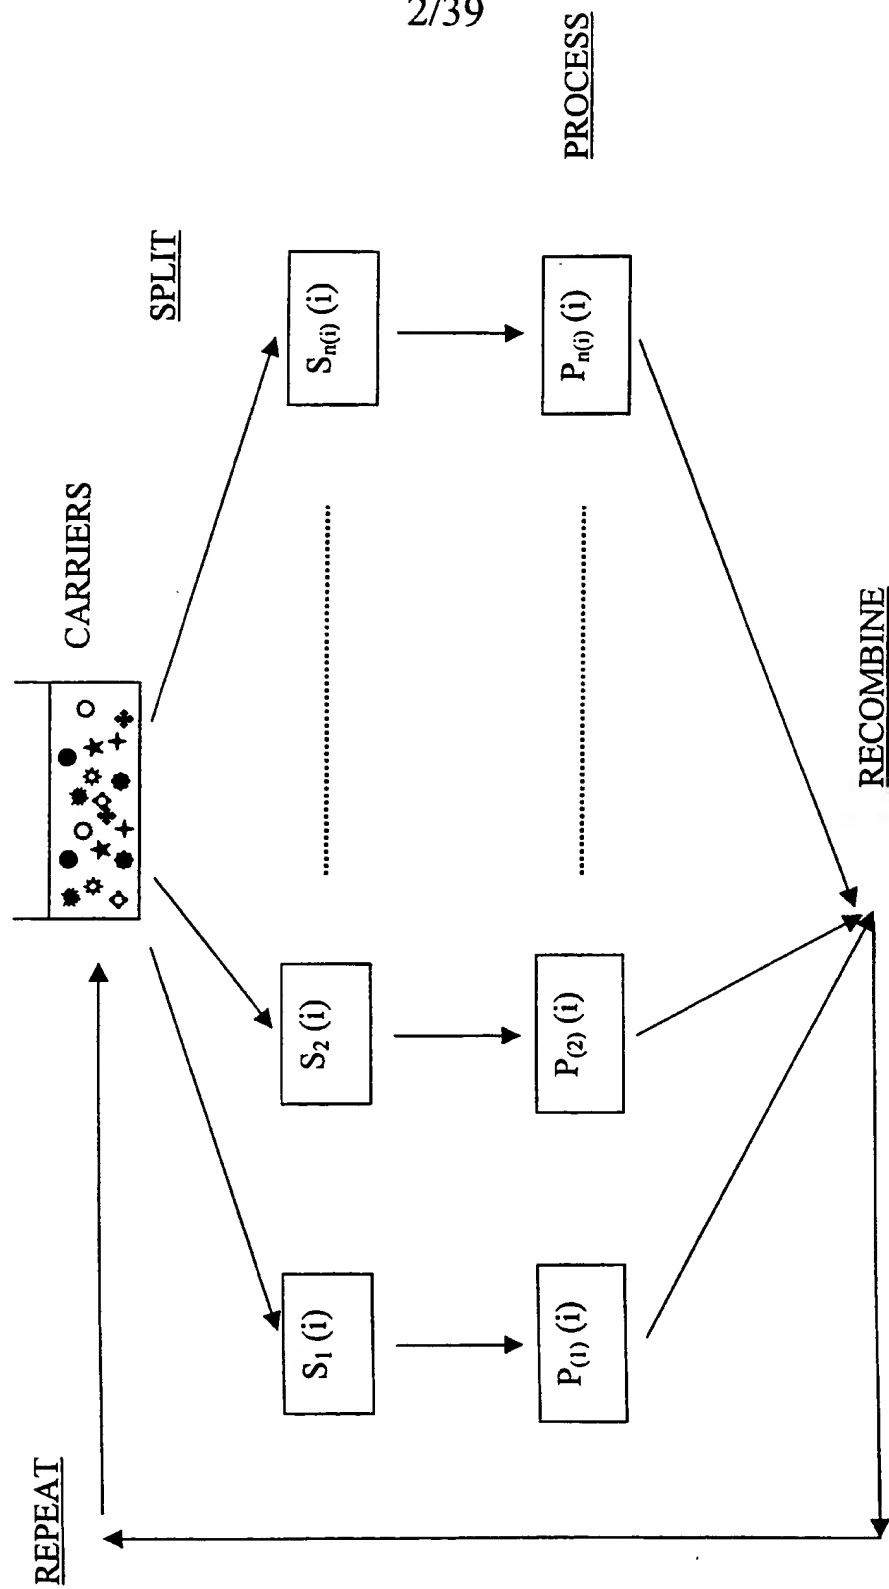 2/39
REPEAT
CARRIERS
SPLIT
S₁ (i)
S₂ (i)
Sₙ₍ᵢ₎ (i)
PROCESS
P₍₁₎ (i)
P₍₂₎ (i)
Pₙ₍ᵢ₎ (i)
RECOMBINE